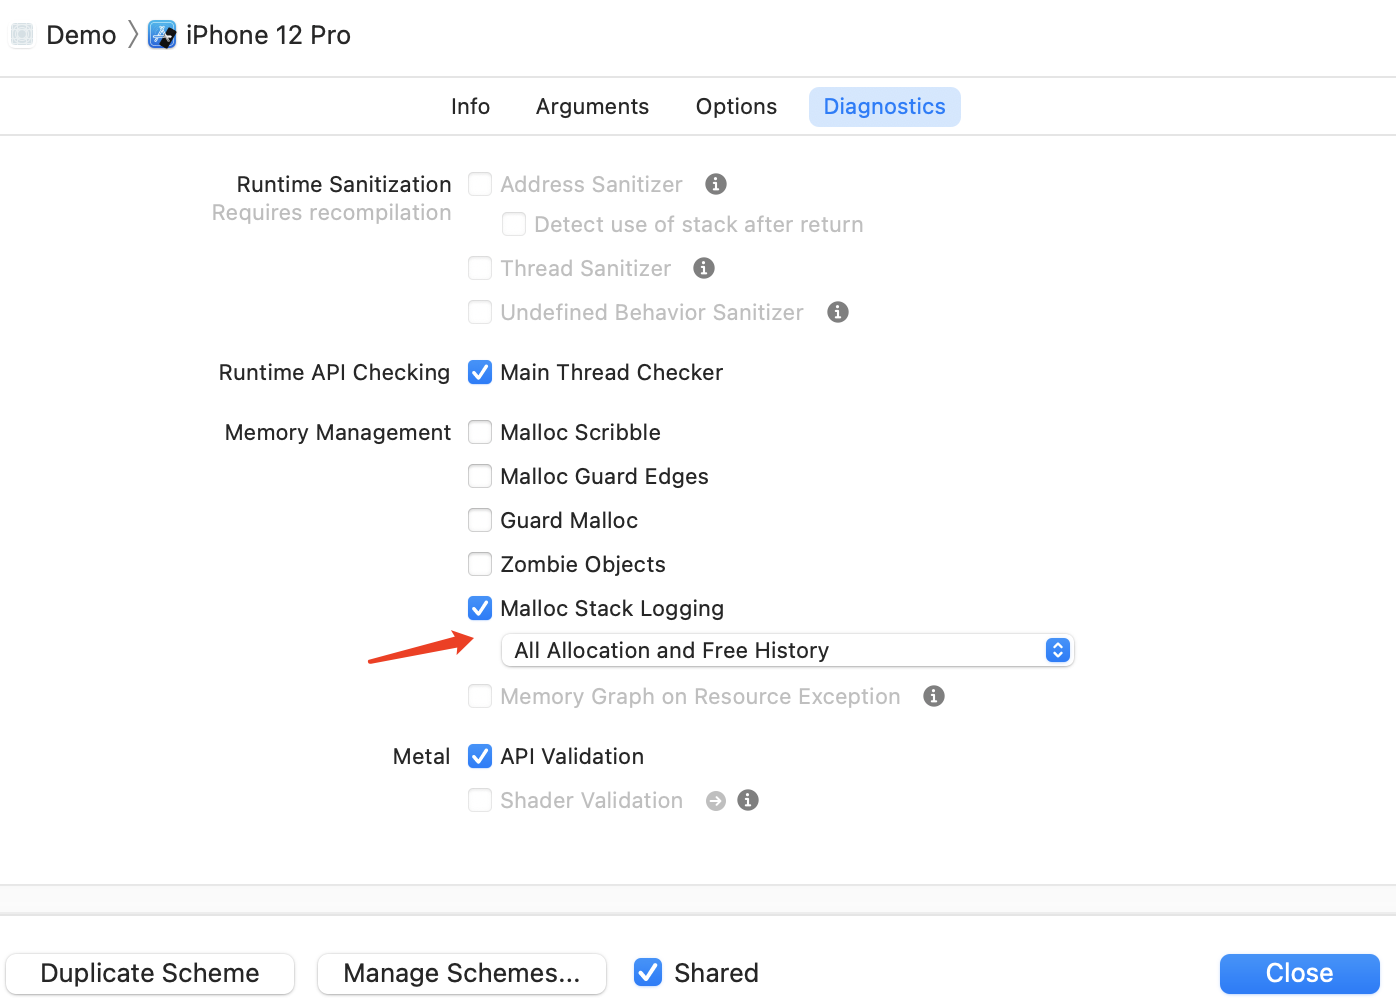 Demo
iPhone 12 Pro
Info
Arguments
Options
Diagnostics
Runtime Sanitization
Address Sanitizer
Requires recompilation
Detect use of stack after return
Thread Sanitizer
Undefined Behavior Sanitizer
Runtime API Checking
Main Thread Checker
Memory Management
Malloc Scribble
Malloc Guard Edges
Guard Malloc
Zombie Objects
Malloc Stack Logging
All Allocation and Free History
Memory Graph on Resource Exception
Metal
API Validation
Shader Validation
Duplicate Scheme
Manage Schemes...
Shared
Close